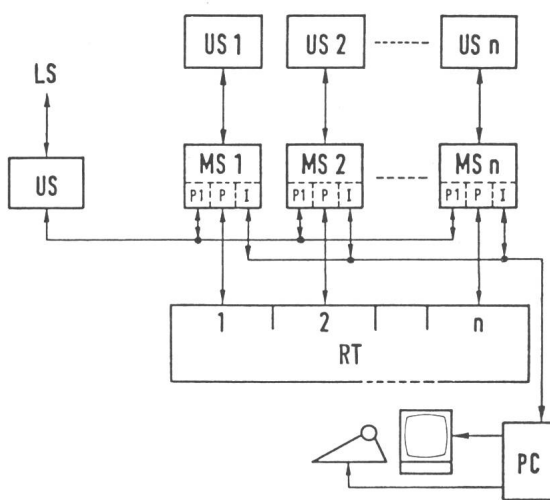 US 1 US 2 US n
LS
MS 1 MS 2 MS n
US
P1 P I P1 P I P1 P I
1 2 n
RT
PC